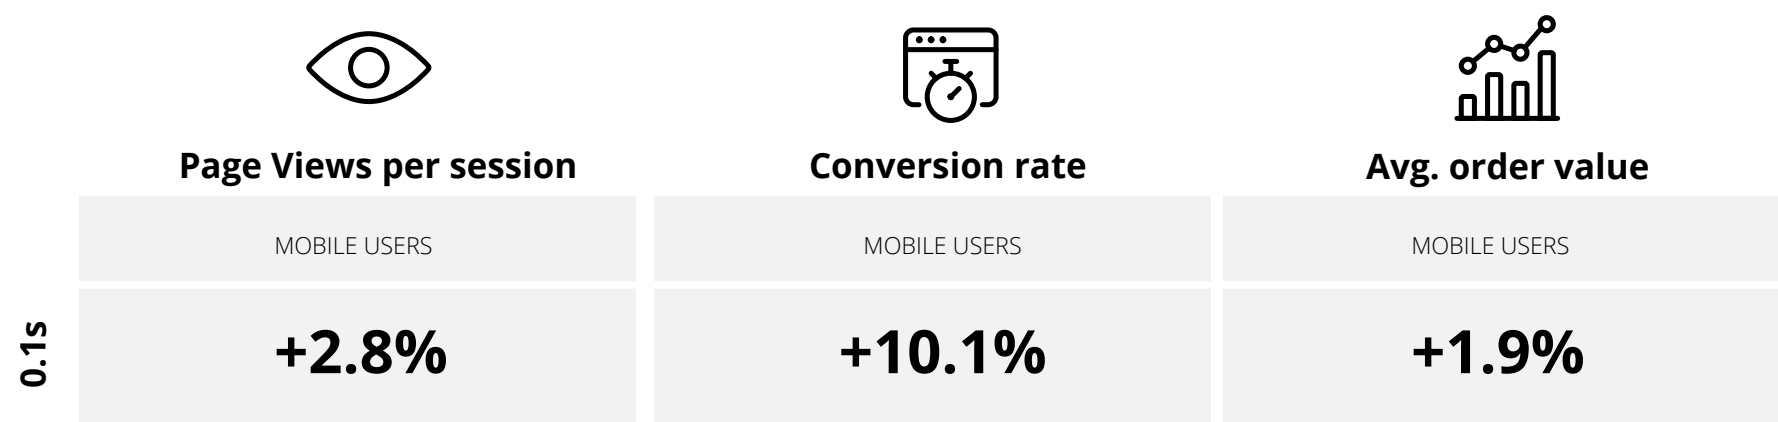 Page Views per session
Conversion rate
Avg. order value
MOBILE USERS
MOBILE USERS
MOBILE USERS
0.1s
+2.8%
+10.1%
+1.9%